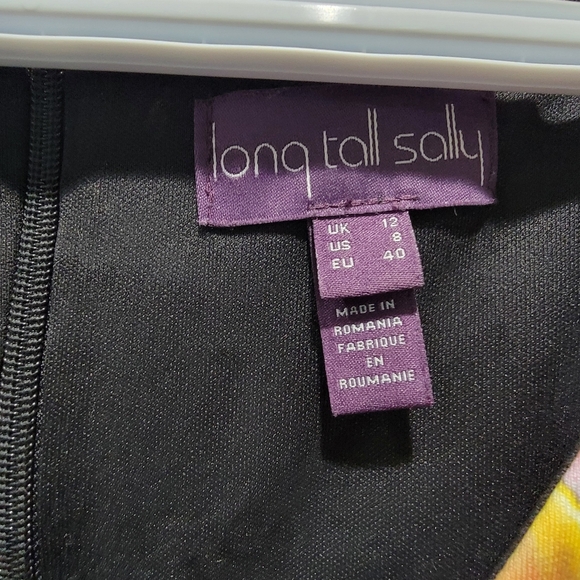 long tall sally
UK 12
US 8
EU 40
MADE IN
ROMANIA
FABRIQUE
EN
ROUMANIE